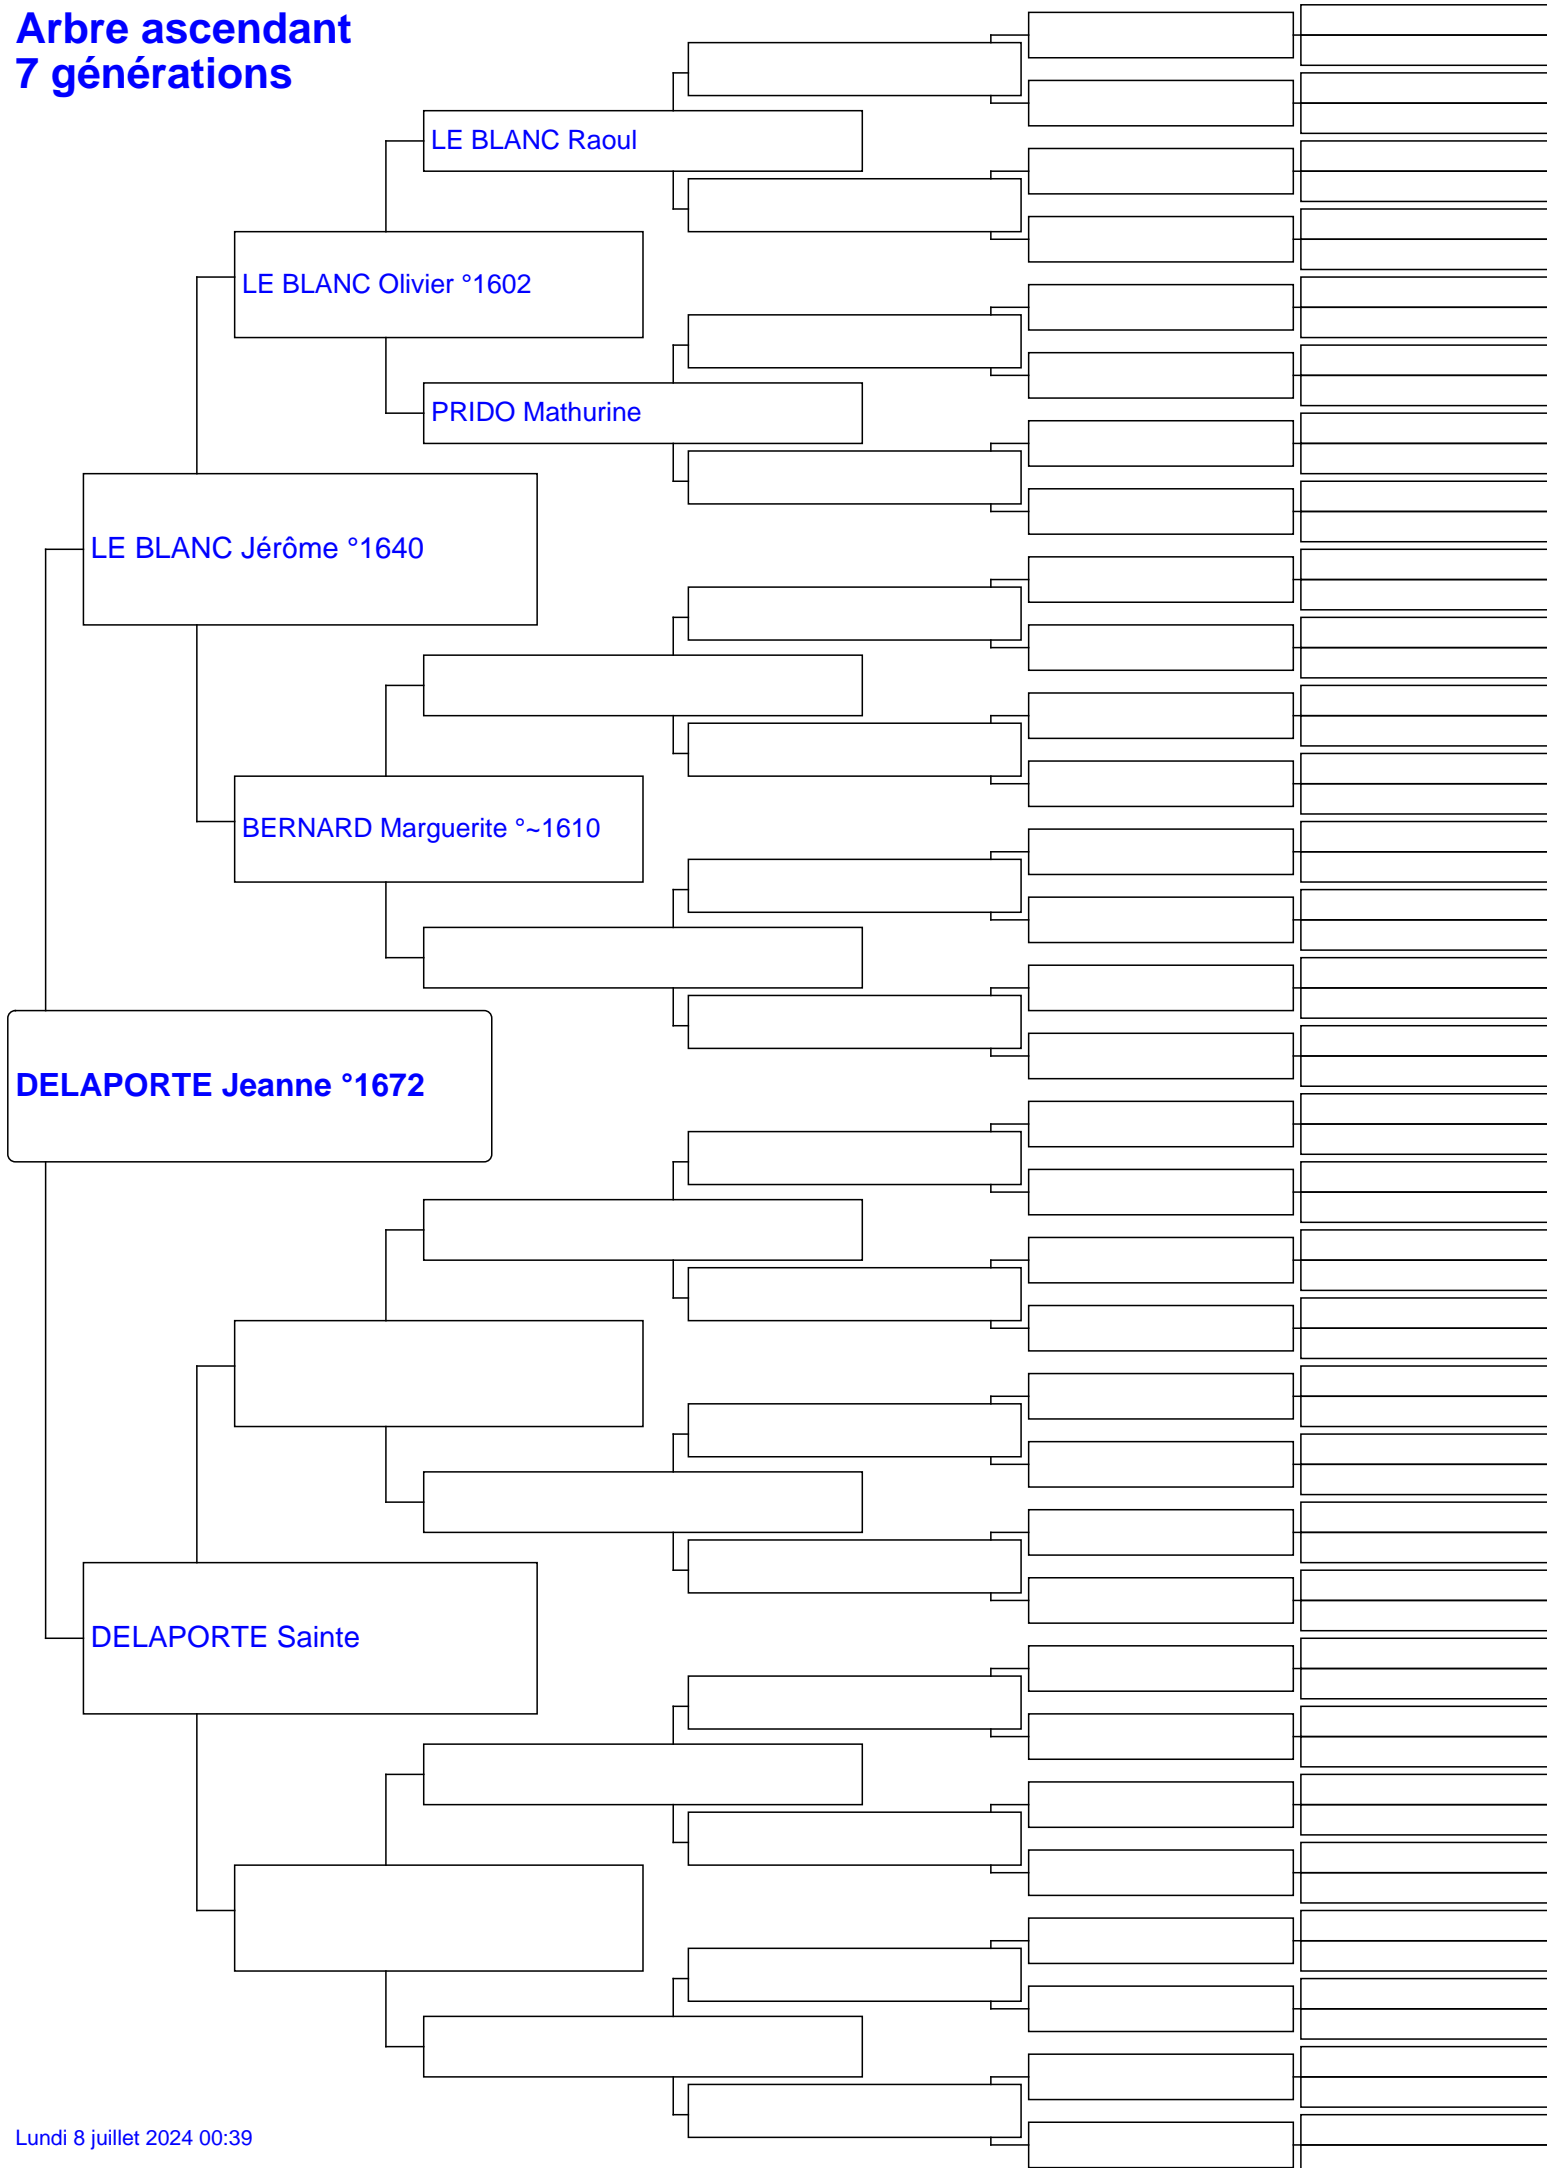 Arbre ascendant
7 générations
LE BLANC Raoul
LE BLANC Olivier °1602
PRIDO Mathurine
LE BLANC Jérôme °1640
BERNARD Marguerite °~1610
DELAPORTE Jeanne °1672
DELAPORTE Sainte
Lundi 8 juillet 2024 00:39